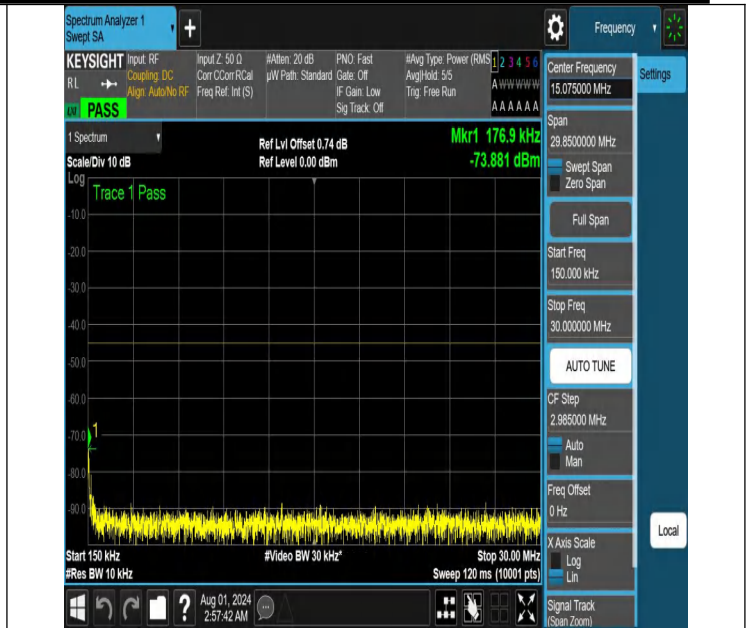 Spectrum Analyzer 1
Swept SA
+
Frequency
KEYSIGHT
Input: RF
Coupling: DC
Align: Auto/No RF
Input Z: 50 Ω
Corr CCorr RCal
Freq Ref: Int (S)
#Atten: 20 dB
µW Path: Standard
PNO: Fast
Gate: Off
IF Gain: Low
Sig Track: Off
#Avg Type: Power (RMS
Avg|Hold: 5/5
Trig: Free Run
1 2 3 4 5 6
A W W W W W
A A A A A A
R L
PASS
1 Spectrum
Scale/Div 10 dB
Ref Lvl Offset 0.74 dB
Ref Level 0.00 dBm
Mkr1 176.9 kHz
-73.881 dBm
Log
Trace 1 Pass
-10.0
-20.0
-30.0
-40.0
-50.0
-60.0
-70.0
1
-80.0
-90.0
Start 150 kHz
#Video BW 30 kHz*
Stop 30.00 MHz
#Res BW 10 kHz
Sweep 120 ms (10001 pts)
Center Frequency
15.075000 MHz
Settings
Span
29.8500000 MHz
Swept Span
Zero Span
Full Span
Start Freq
150.000 kHz
Stop Freq
30.000000 MHz
AUTO TUNE
CF Step
2.985000 MHz
Auto
Man
Freq Offset
0 Hz
X Axis Scale
Log
Lin
Local
Signal Track
(Span Zoom)
?
Aug 01, 2024
2:57:42 AM